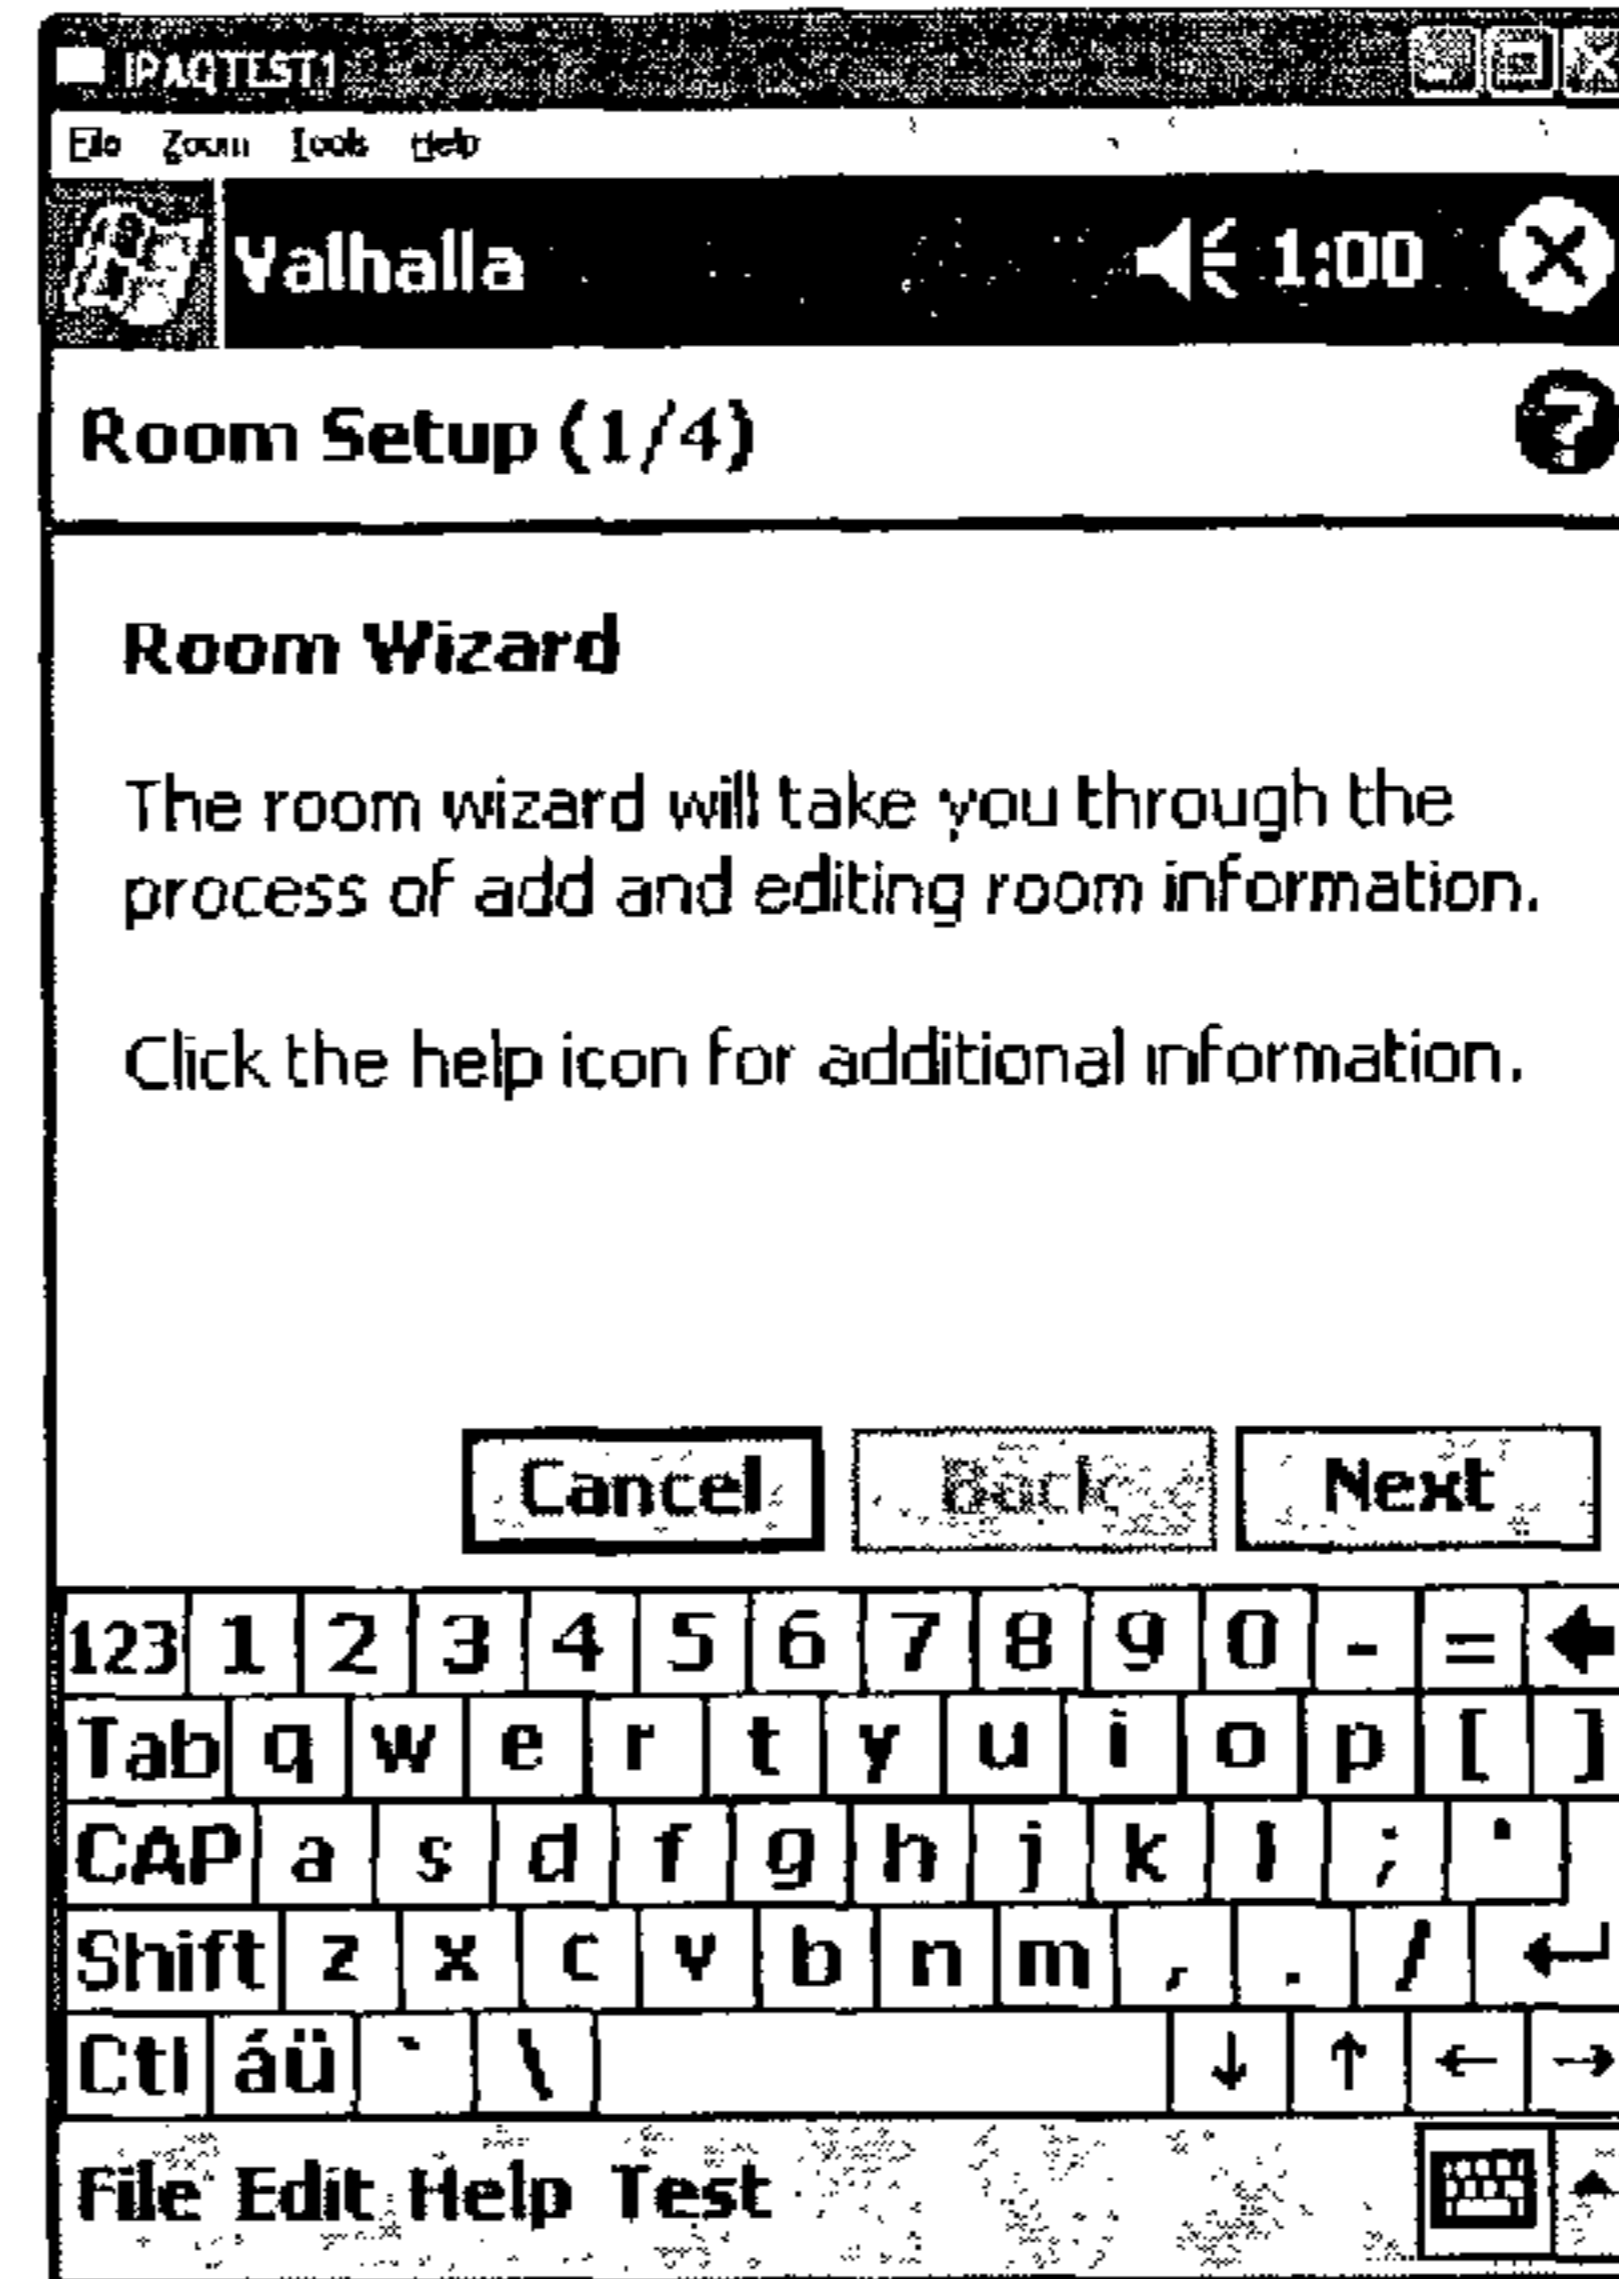 IPAQTEST1
File Zoom Tools Help
Valhalla 1:00
Room Setup (1/4) ?
Room Wizard
The room wizard will take you through the
process of add and editing room information.
Click the help icon for additional information.
Cancel Back Next
123 1 2 3 4 5 6 7 8 9 0 - = 
Tab q w e r t y u i o p [ ]
CAP a s d f g h j k l ; '
Shift z x c v b n m , . /
Ctl áü ` \
File Edit Help Test